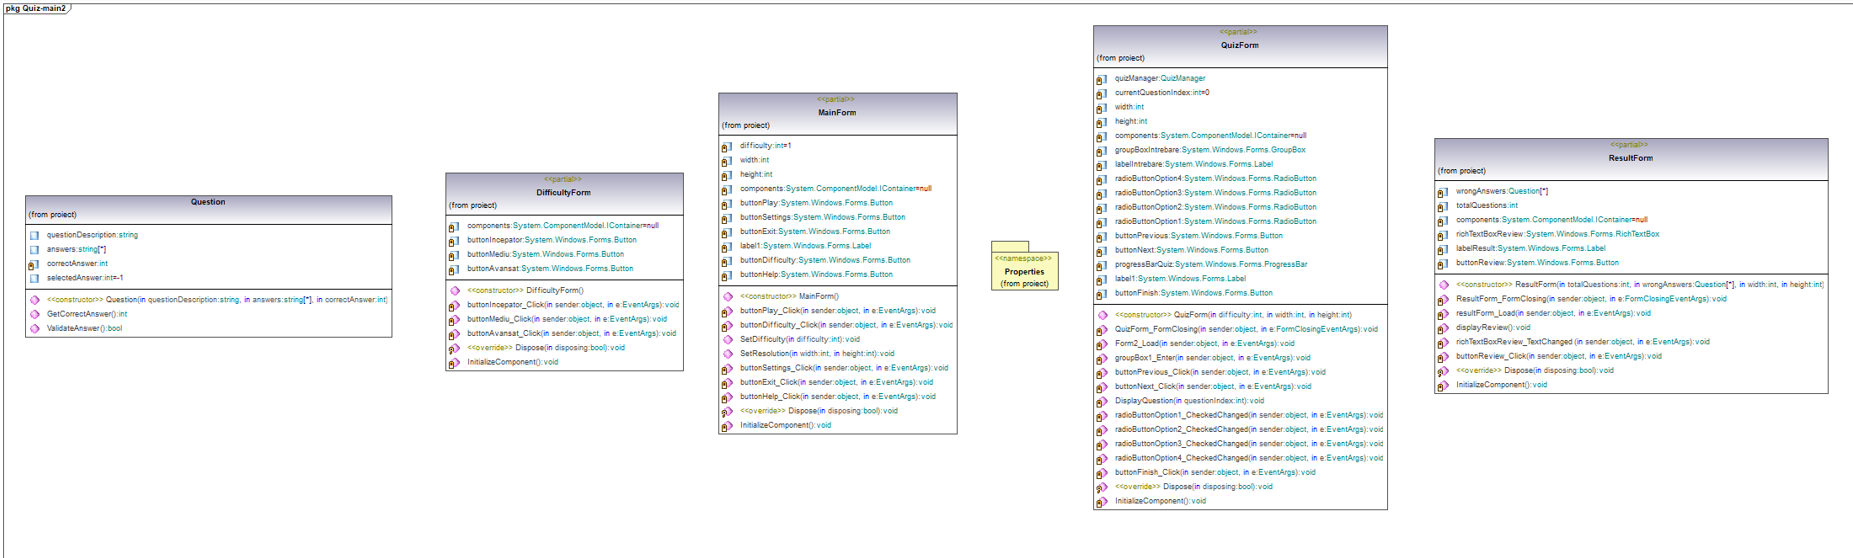 pkg Quiz-main2
Question
(from proiect)
questionDescription:string
answers:string[*]
correctAnswer:int
selectedAnswer:int=-1
<<constructor>> Question(in questionDescription:string, in answers:string[*], in correctAnswer:int)
GetCorrectAnswer():int
ValidateAnswer():bool
<<partial>>
DifficultyForm
(from proiect)
components:System.ComponentModel.IContainer=null
buttonIncepator:System.Windows.Forms.Button
buttonMediu:System.Windows.Forms.Button
buttonAvansat:System.Windows.Forms.Button
<<constructor>> DifficultyForm()
buttonIncepator_Click(in sender:object, in e:EventArgs):void
buttonMediu_Click(in sender:object, in e:EventArgs):void
buttonAvansat_Click(in sender:object, in e:EventArgs):void
<<override>> Dispose(in disposing:bool):void
InitializeComponent():void
<<partial>>
MainForm
(from proiect)
difficulty:int=1
width:int
height:int
components:System.ComponentModel.IContainer=null
buttonPlay:System.Windows.Forms.Button
buttonSettings:System.Windows.Forms.Button
buttonExit:System.Windows.Forms.Button
label1:System.Windows.Forms.Label
buttonDifficulty:System.Windows.Forms.Button
buttonHelp:System.Windows.Forms.Button
<<constructor>> MainForm()
buttonPlay_Click(in sender:object, in e:EventArgs):void
buttonDifficulty_Click(in sender:object, in e:EventArgs):void
SetDifficulty(in difficulty:int):void
SetResolution(in width:int, in height:int):void
buttonSettings_Click(in sender:object, in e:EventArgs):void
buttonExit_Click(in sender:object, in e:EventArgs):void
buttonHelp_Click(in sender:object, in e:EventArgs):void
<<override>> Dispose(in disposing:bool):void
InitializeComponent():void
<<namespace>>
Properties
(from proiect)
<<partial>>
QuizForm
(from proiect)
quizManager:QuizManager
currentQuestionIndex:int=0
width:int
height:int
components:System.ComponentModel.IContainer=null
groupBoxIntrebare:System.Windows.Forms.GroupBox
labelIntrebare:System.Windows.Forms.Label
radioButtonOption4:System.Windows.Forms.RadioButton
radioButtonOption3:System.Windows.Forms.RadioButton
radioButtonOption2:System.Windows.Forms.RadioButton
radioButtonOption1:System.Windows.Forms.RadioButton
buttonPrevious:System.Windows.Forms.Button
buttonNext:System.Windows.Forms.Button
progressBarQuiz:System.Windows.Forms.ProgressBar
label1:System.Windows.Forms.Label
buttonFinish:System.Windows.Forms.Button
<<constructor>> QuizForm(in difficulty:int, in width:int, in height:int)
QuizForm_FormClosing(in sender:object, in e:FormClosingEventArgs):void
Form2_Load(in sender:object, in e:EventArgs):void
groupBox1_Enter(in sender:object, in e:EventArgs):void
buttonPrevious_Click(in sender:object, in e:EventArgs):void
buttonNext_Click(in sender:object, in e:EventArgs):void
DisplayQuestion(in questionIndex:int):void
radioButtonOption1_CheckedChanged(in sender:object, in e:EventArgs):void
radioButtonOption2_CheckedChanged(in sender:object, in e:EventArgs):void
radioButtonOption3_CheckedChanged(in sender:object, in e:EventArgs):void
radioButtonOption4_CheckedChanged(in sender:object, in e:EventArgs):void
buttonFinish_Click(in sender:object, in e:EventArgs):void
<<override>> Dispose(in disposing:bool):void
InitializeComponent():void
<<partial>>
ResultForm
(from proiect)
wrongAnswers:Question[*]
totalQuestions:int
components:System.ComponentModel.IContainer=null
richTextBoxReview:System.Windows.Forms.RichTextBox
labelResult:System.Windows.Forms.Label
buttonReview:System.Windows.Forms.Button
<<constructor>> ResultForm(in totalQuestions:int, in wrongAnswers:Question[*], in width:int, in height:int)
ResultForm_FormClosing(in sender:object, in e:FormClosingEventArgs):void
resultForm_Load(in sender:object, in e:EventArgs):void
displayReview():void
richTextBoxReview_TextChanged(in sender:object, in e:EventArgs):void
buttonReview_Click(in sender:object, in e:EventArgs):void
<<override>> Dispose(in disposing:bool):void
InitializeComponent():void